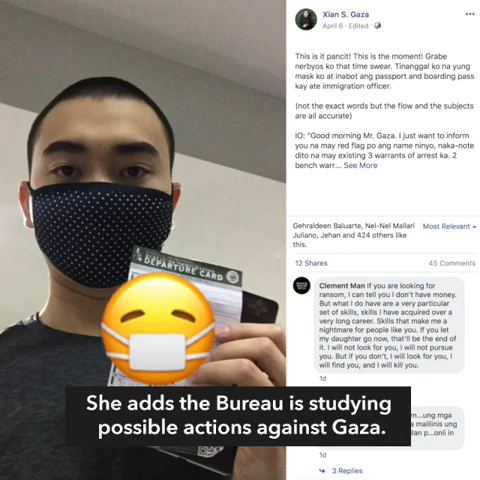 Xian S. Gaza
April 6 · Edited ·
This is it pancit! This is the moment! Grabe
nerbyos ko that time swear. Tinanggal ko na yung
mask ko at inabot ang passport and boarding pass
kay ate immigration officer.
(not the exact words but the flow and the subjects
are all accurate)
IO: "Good morning Mr. Gaza. I just want to inform
you na may red flag po ang name ninyo, naka-note
dito na may existing 3 warrants of arrest ka. 2
bench warr... See More
Gehraldeen Baluarte, Nel-Nel Mallari
Juliano, Jehan and 424 others like
this.
Most Relevant
12 Shares
45 Comments
Clement Man If you are looking for
ransom, I can tell you I don't have money.
But what I do have are a very particular
set of skills, skills I have acquired over a
very long career. Skills that make me a
nightmare for people like you. If you let
my daughter go now, that'll be the end of
it. I will not look for you, I will not pursue
you. But if you don't, I will look for you, I
will find you, and I will kill you.
1d
DEPARTURE CARD
She adds the Bureau is studying
possible actions against Gaza.
...ung mga
maiilinis ung
...onli in
1d
3 Replies